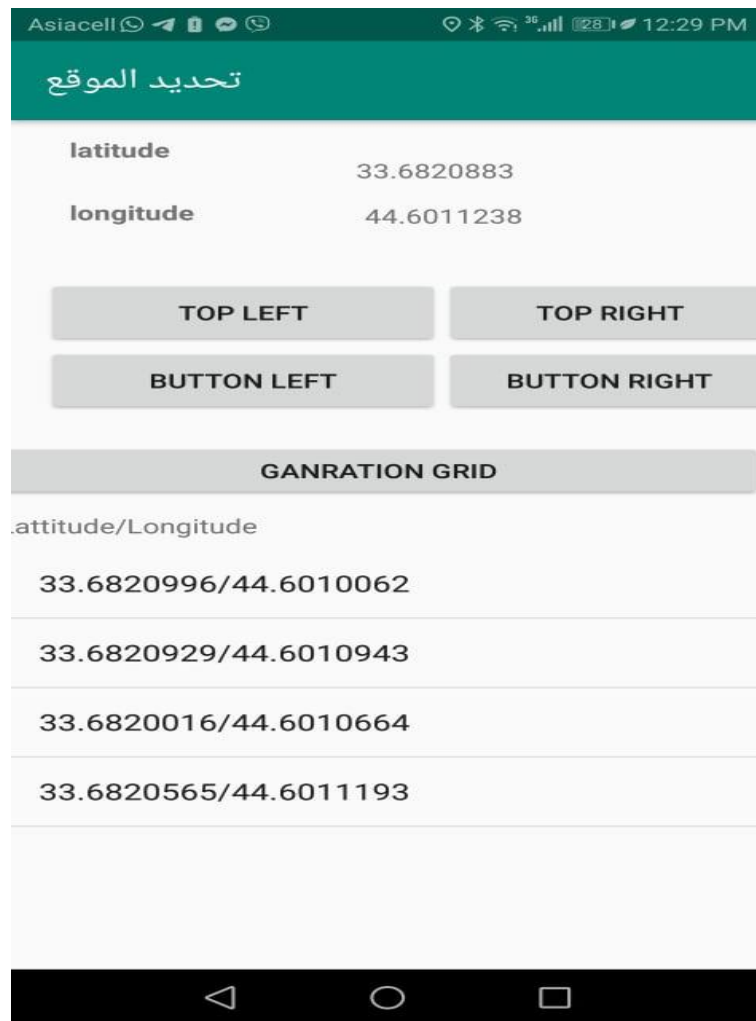 Asiacell 3G 28 12:29 PM
تحديد الموقع
latitude
33.6820883
longitude
44.6011238
TOP LEFT TOP RIGHT
BUTTON LEFT BUTTON RIGHT
GANRATION GRID
attitude/Longitude
33.6820996/44.6010062
33.6820929/44.6010943
33.6820016/44.6010664
33.6820565/44.6011193